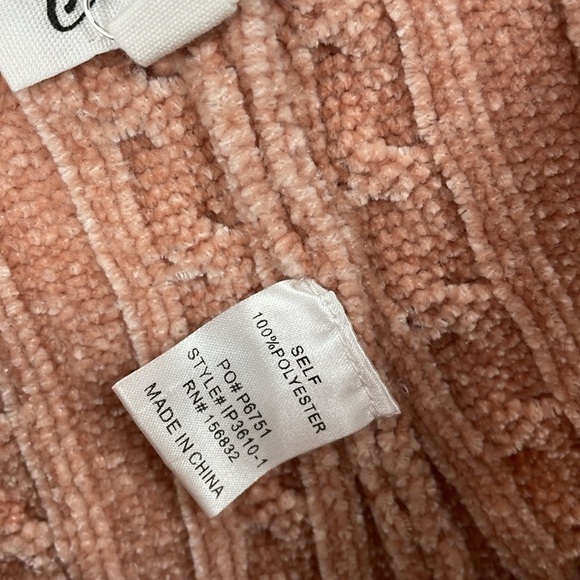 SELF
100%POLYESTER
PO# P6751
STYLE# IP3610-1
RN# 156832
MADE IN CHINA